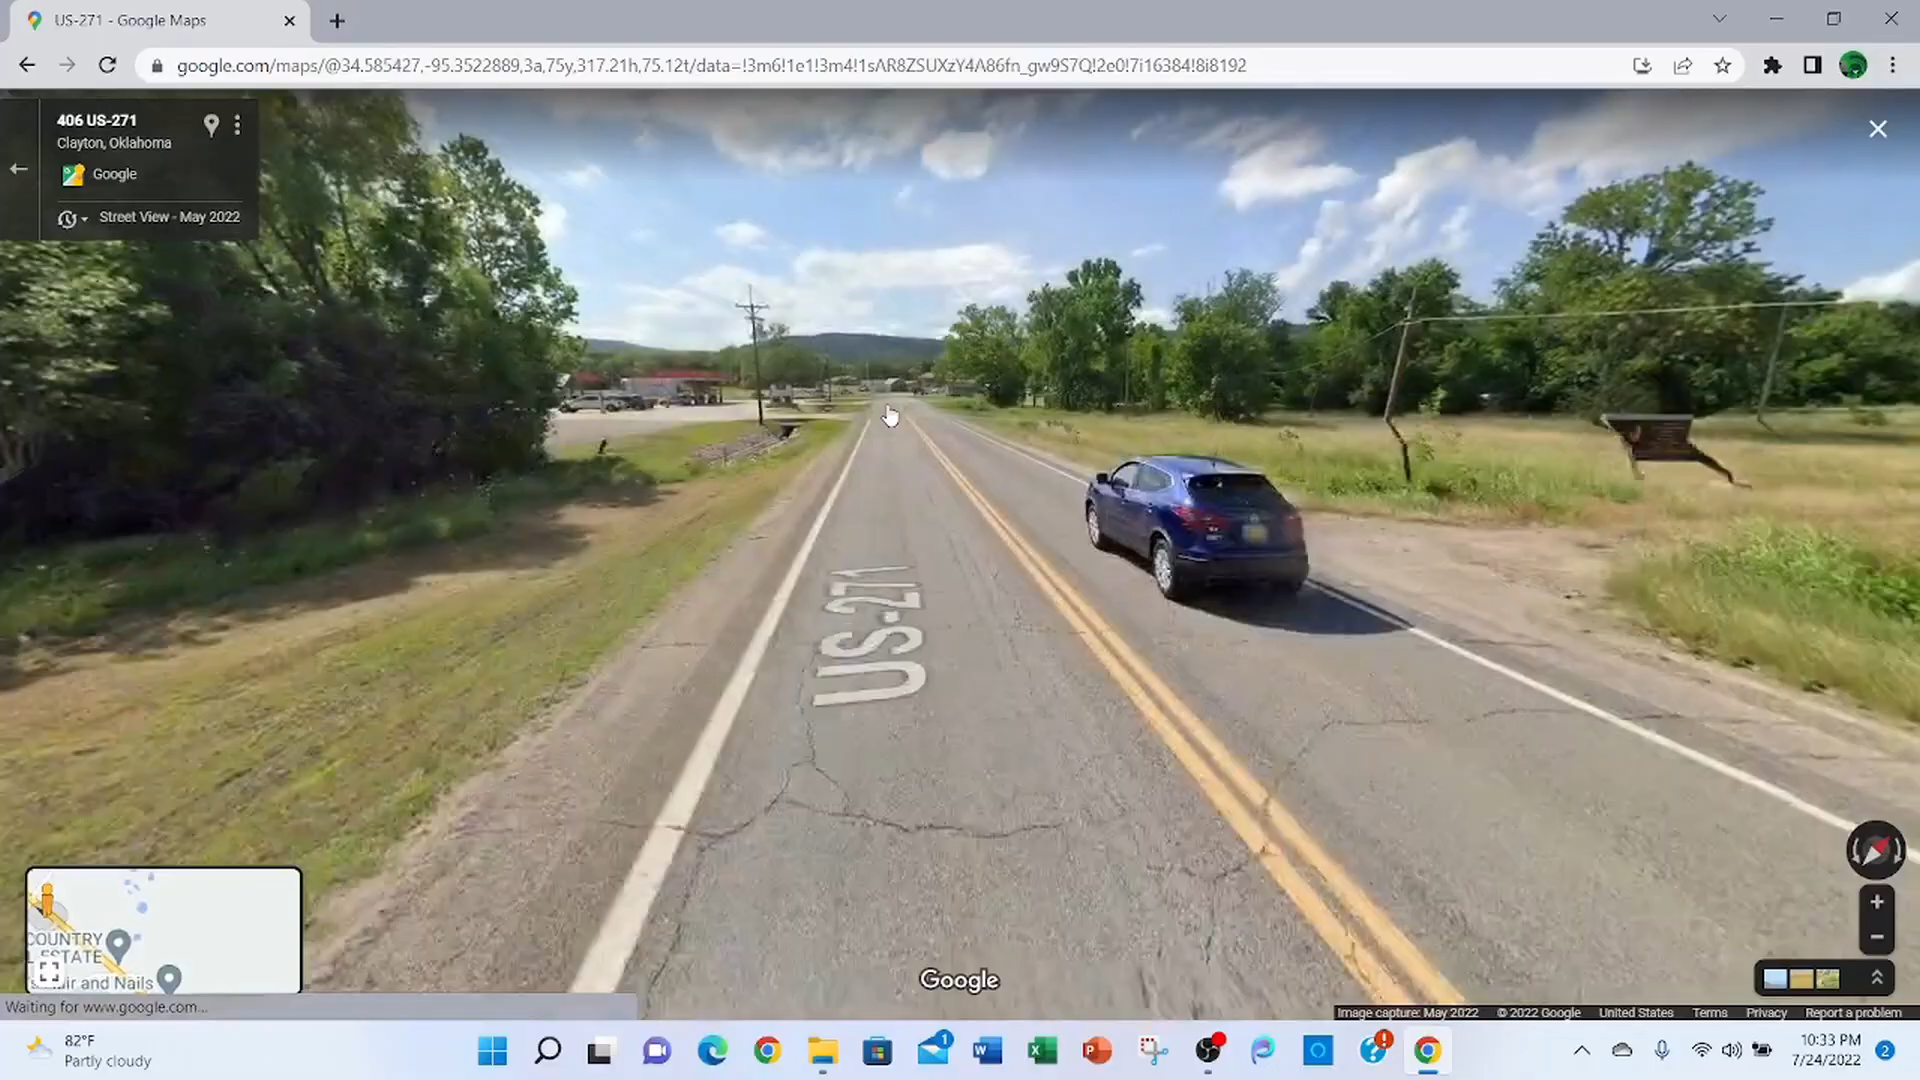 US-271 - Google Maps
google.com/maps/@34.585427,-95.3522889,3a,75y,317.21h,75.12t/data=!3m6!1e1!3m4!1sAR8ZSUXzY4A86fn_gw9S7Q!2e0!7i16384!8i8192
406 US-271
Clayton, Oklahoma
Google
Street View - May 2022
US-271
COUNTRY
ESTATE
and Nails
Google
Waiting for www.google.com...
Image capture: May 2022 © 2022 Google United States Terms Privacy Report a problem
82°F
Partly cloudy
1
10:33 PM
7/24/2022
2